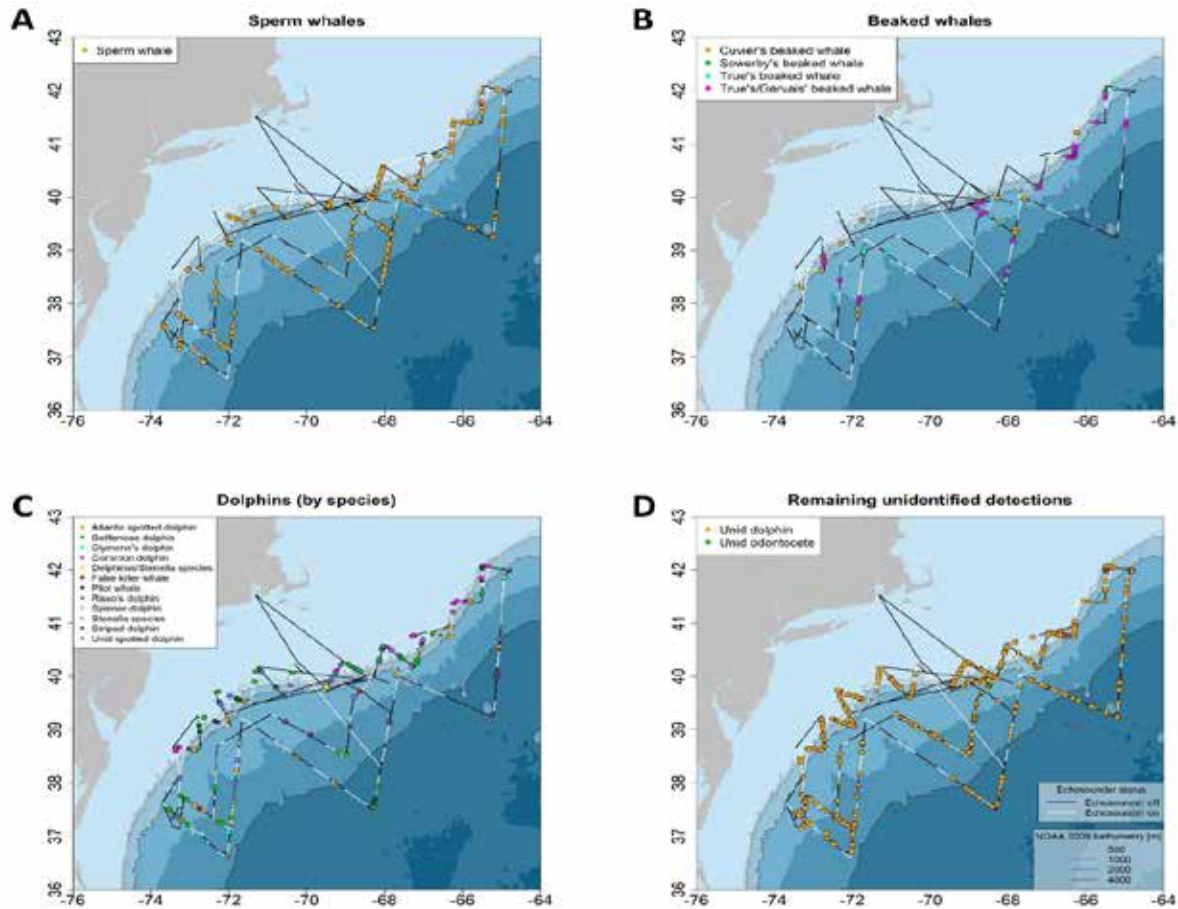 A
Sperm whales
Sperm whale
43
42
41
40
39
38
37
36
-76
-74
-72
-70
-68
-66
-64
B
Beaked whales
Cuvier's beaked whale
Sowerby's beaked whale
True's beaked whale
True's/Gervais' beaked whale
43
42
41
40
39
38
37
36
-76
-74
-72
-70
-68
-66
-64
C
Dolphins (by species)
Atlantic spotted dolphin
Bottlenose dolphin
Clymene's dolphin
Common dolphin
Delphinus/Stenella species
False killer whale
Pilot whale
Risso's dolphin
Spinner dolphin
Stenella species
Striped dolphin
Unid spotted dolphin
43
42
41
40
39
38
37
36
-76
-74
-72
-70
-68
-66
-64
D
Remaining unidentified detections
Unid dolphin
Unid odontocete
43
42
41
40
39
38
37
36
-76
-74
-72
-70
-68
-66
-64
Echosounder status
Echosounder off
Echosounder on
NOAA bathymetry [m]
500
1000
2000
4000